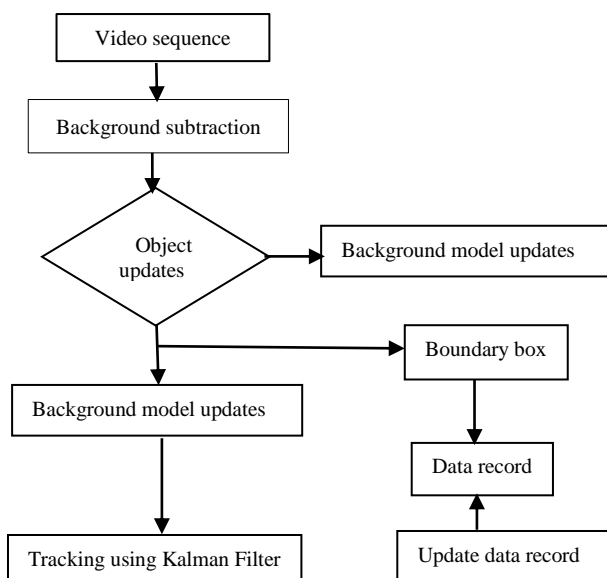 Video sequence
Background subtraction
Object
updates
Background model updates
Boundary box
Background model updates
Data record
Tracking using Kalman Filter
Update data record